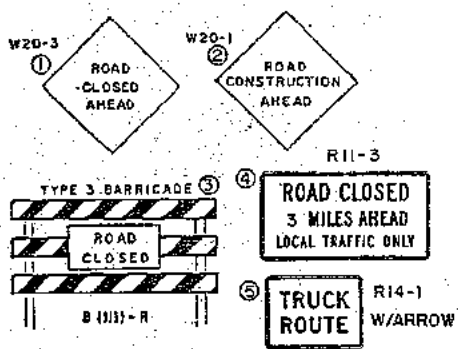 W20-3
①
ROAD
CLOSED
AHEAD
W20-1
②
ROAD
CONSTRUCTION
AHEAD
TYPE 3 BARRICADE ③
ROAD
CLOSED
R11-3
④
ROAD CLOSED
3 MILES AHEAD
LOCAL TRAFFIC ONLY
⑤
TRUCK
ROUTE
R14-1
W/ARROW